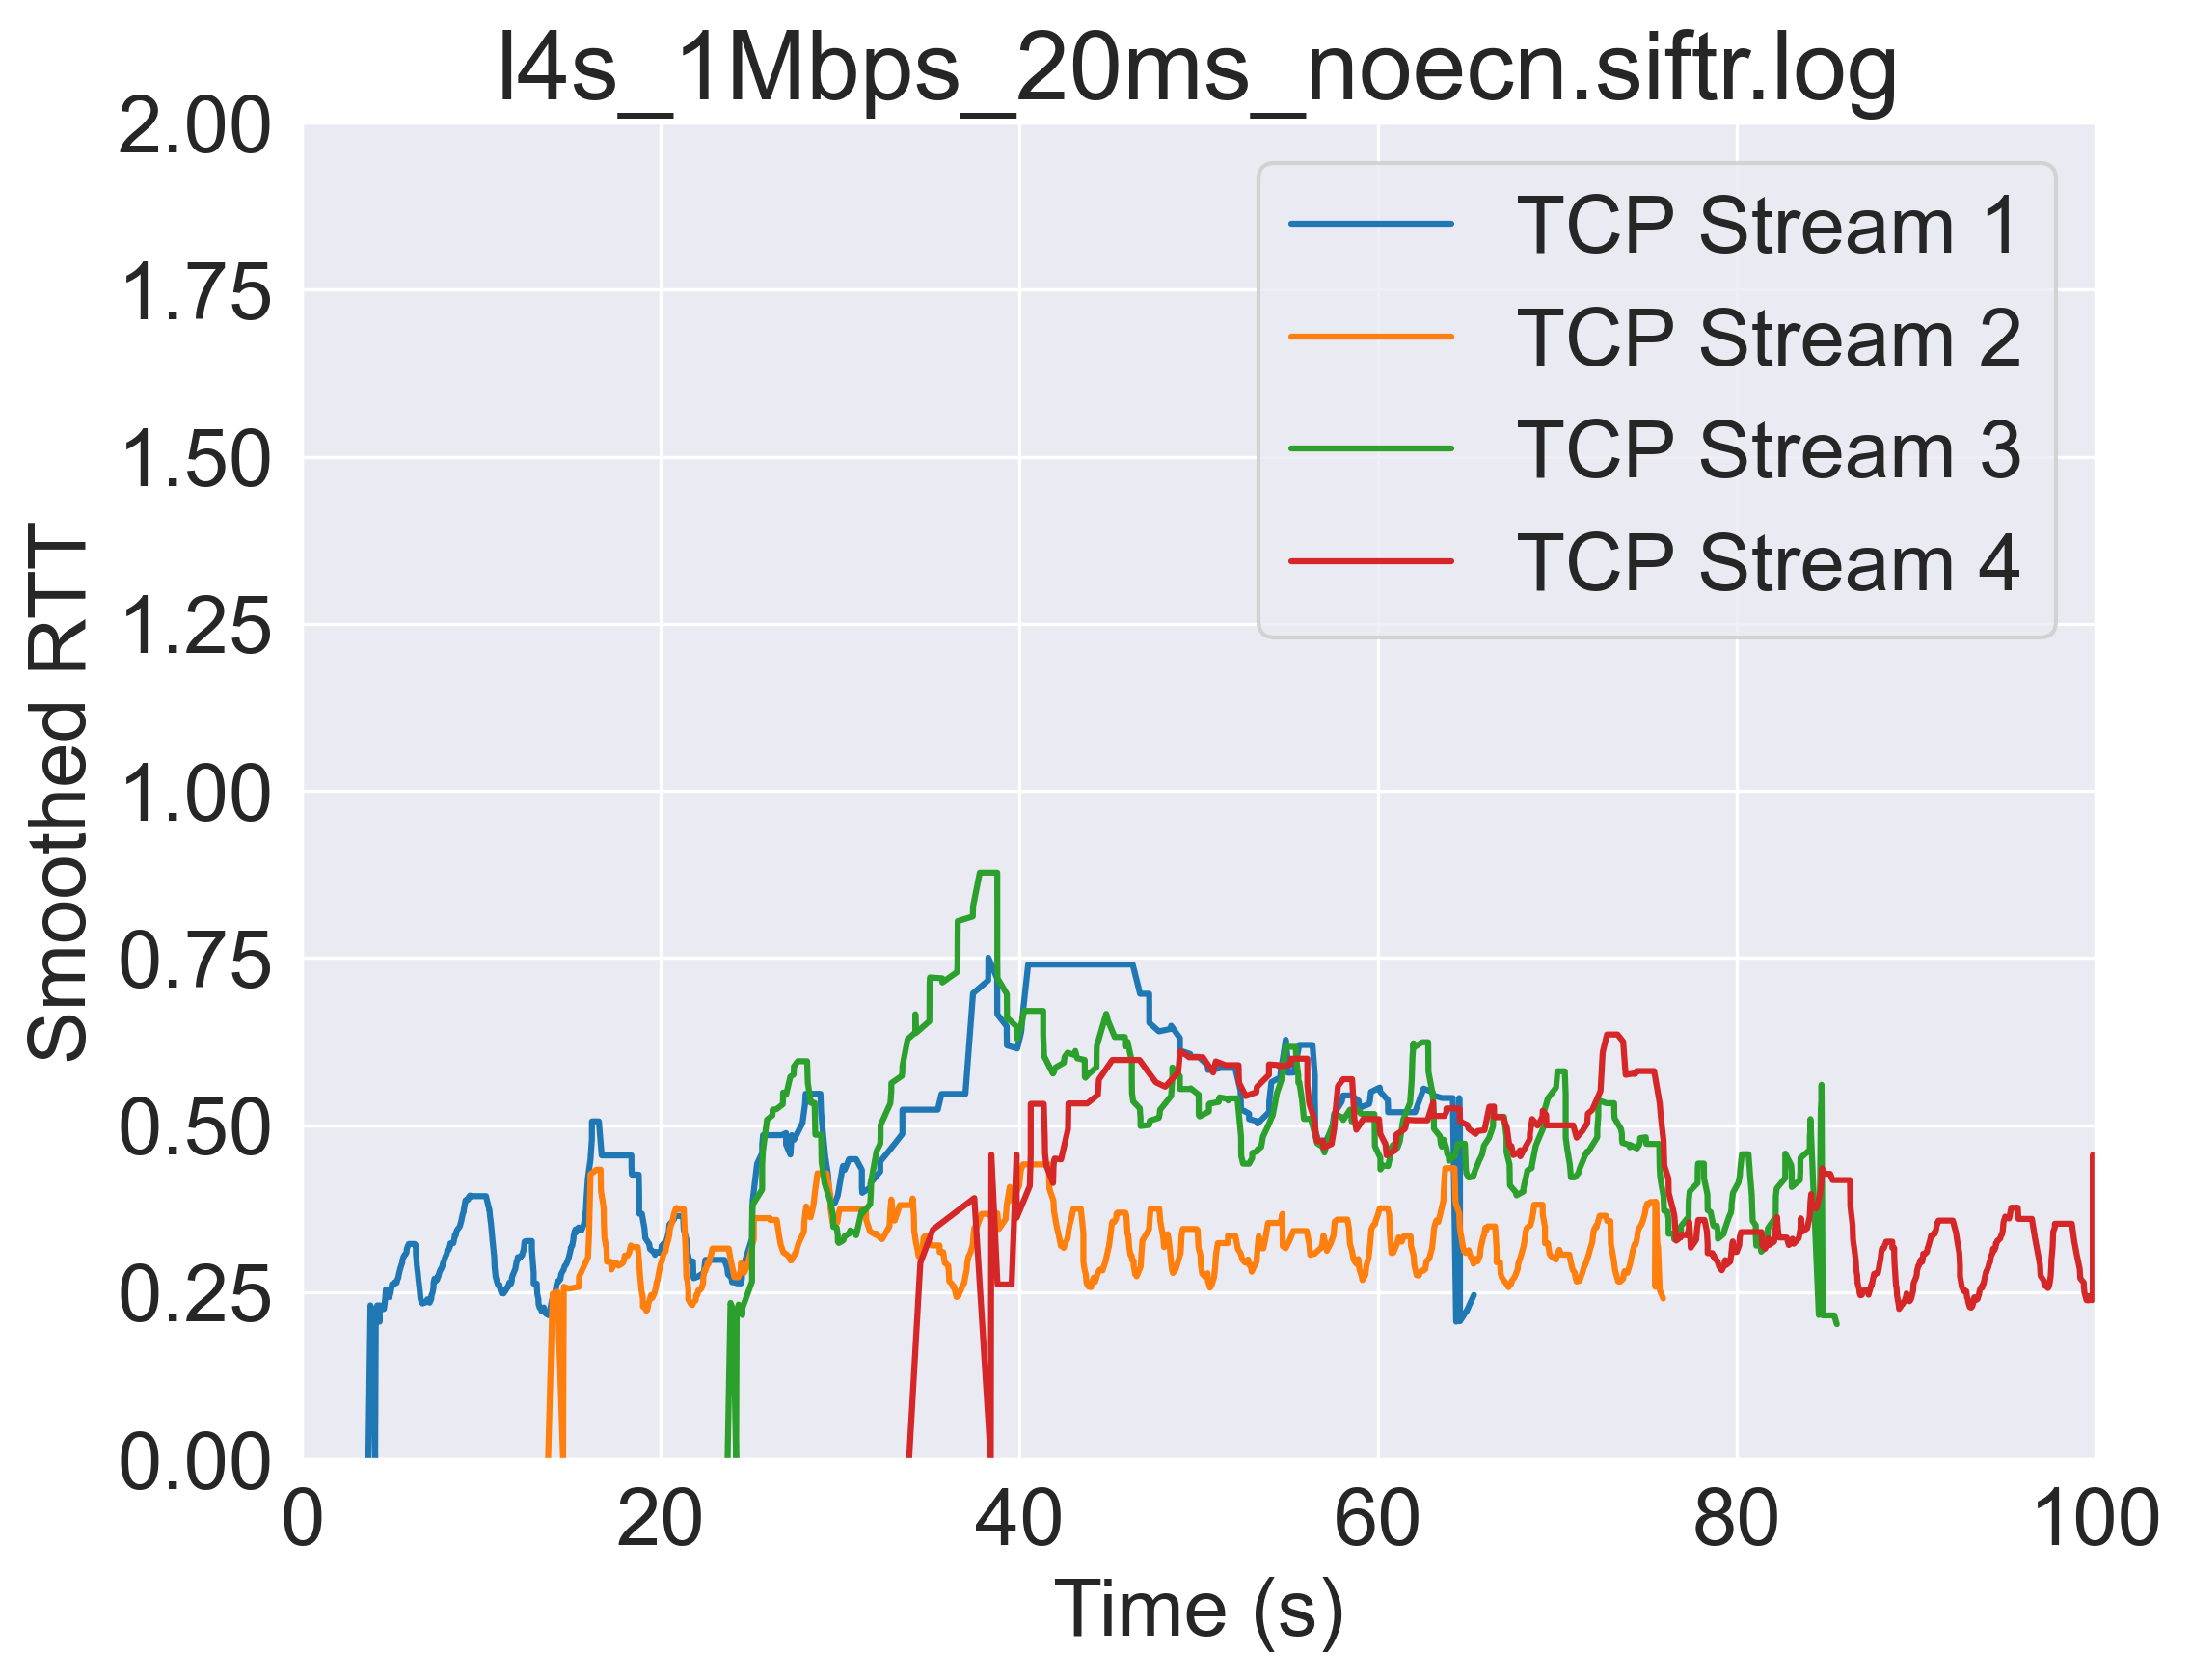 l4s_1Mbps_20ms_noecn.siftr.log
2.00
1.75
1.50
1.25
1.00
0.75
0.50
0.25
0.00
Smoothed RTT
TCP Stream 1
TCP Stream 2
TCP Stream 3
TCP Stream 4
0 20 40 60 80 100
Time (s)